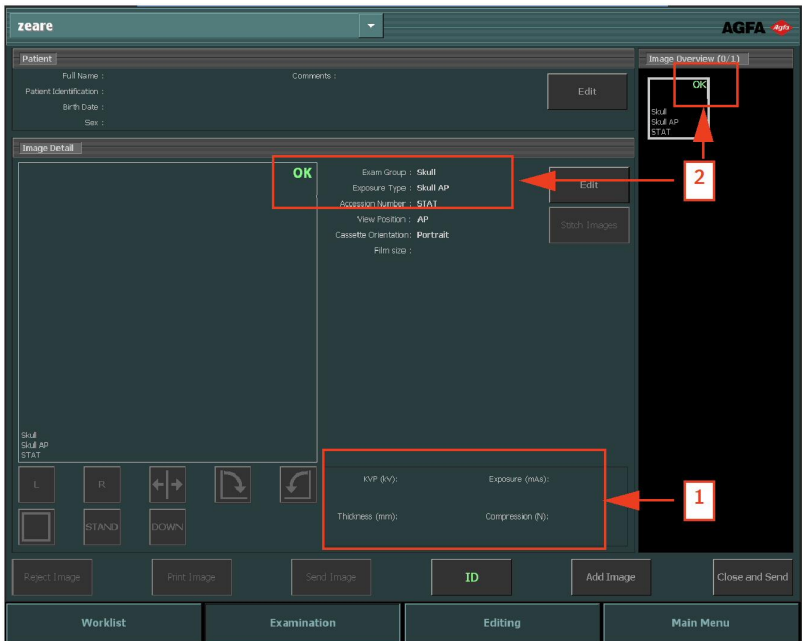 zeare
AGFA Agfa
Patient
Full Name :
Comments :
Patient Identification :
Birth Date :
Sex :
Edit
Image Overview (0/1)
OK
Skull
Skull AP
STAT
2
Image Detail
OK
Exam Group : Skull
Exposure Type : Skull AP
Accession Number : STAT
View Position : AP
Cassette Orientation: Portrait
Film size :
Edit
Stitch Images
Skull
Skull AP
STAT
L
R
STAND
DOWN
KVP (kV):
Exposure (mAs):
Thickness (mm):
Compression (N):
1
Reject Image
Print Image
Send Image
ID
Add Image
Close and Send
Worklist
Examination
Editing
Main Menu